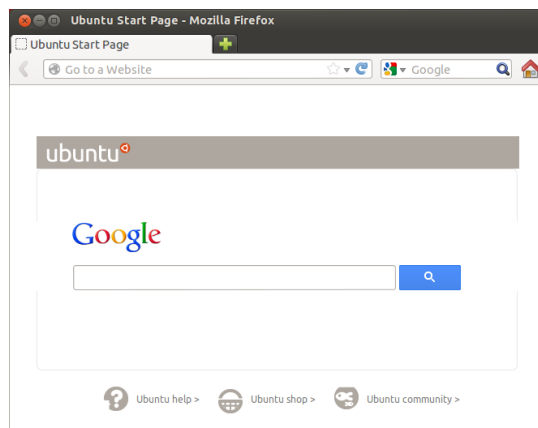 Ubuntu Start Page - Mozilla Firefox
Ubuntu Start Page
Go to a Website Google
ubuntu
Google
Ubuntu help > Ubuntu shop > Ubuntu community >